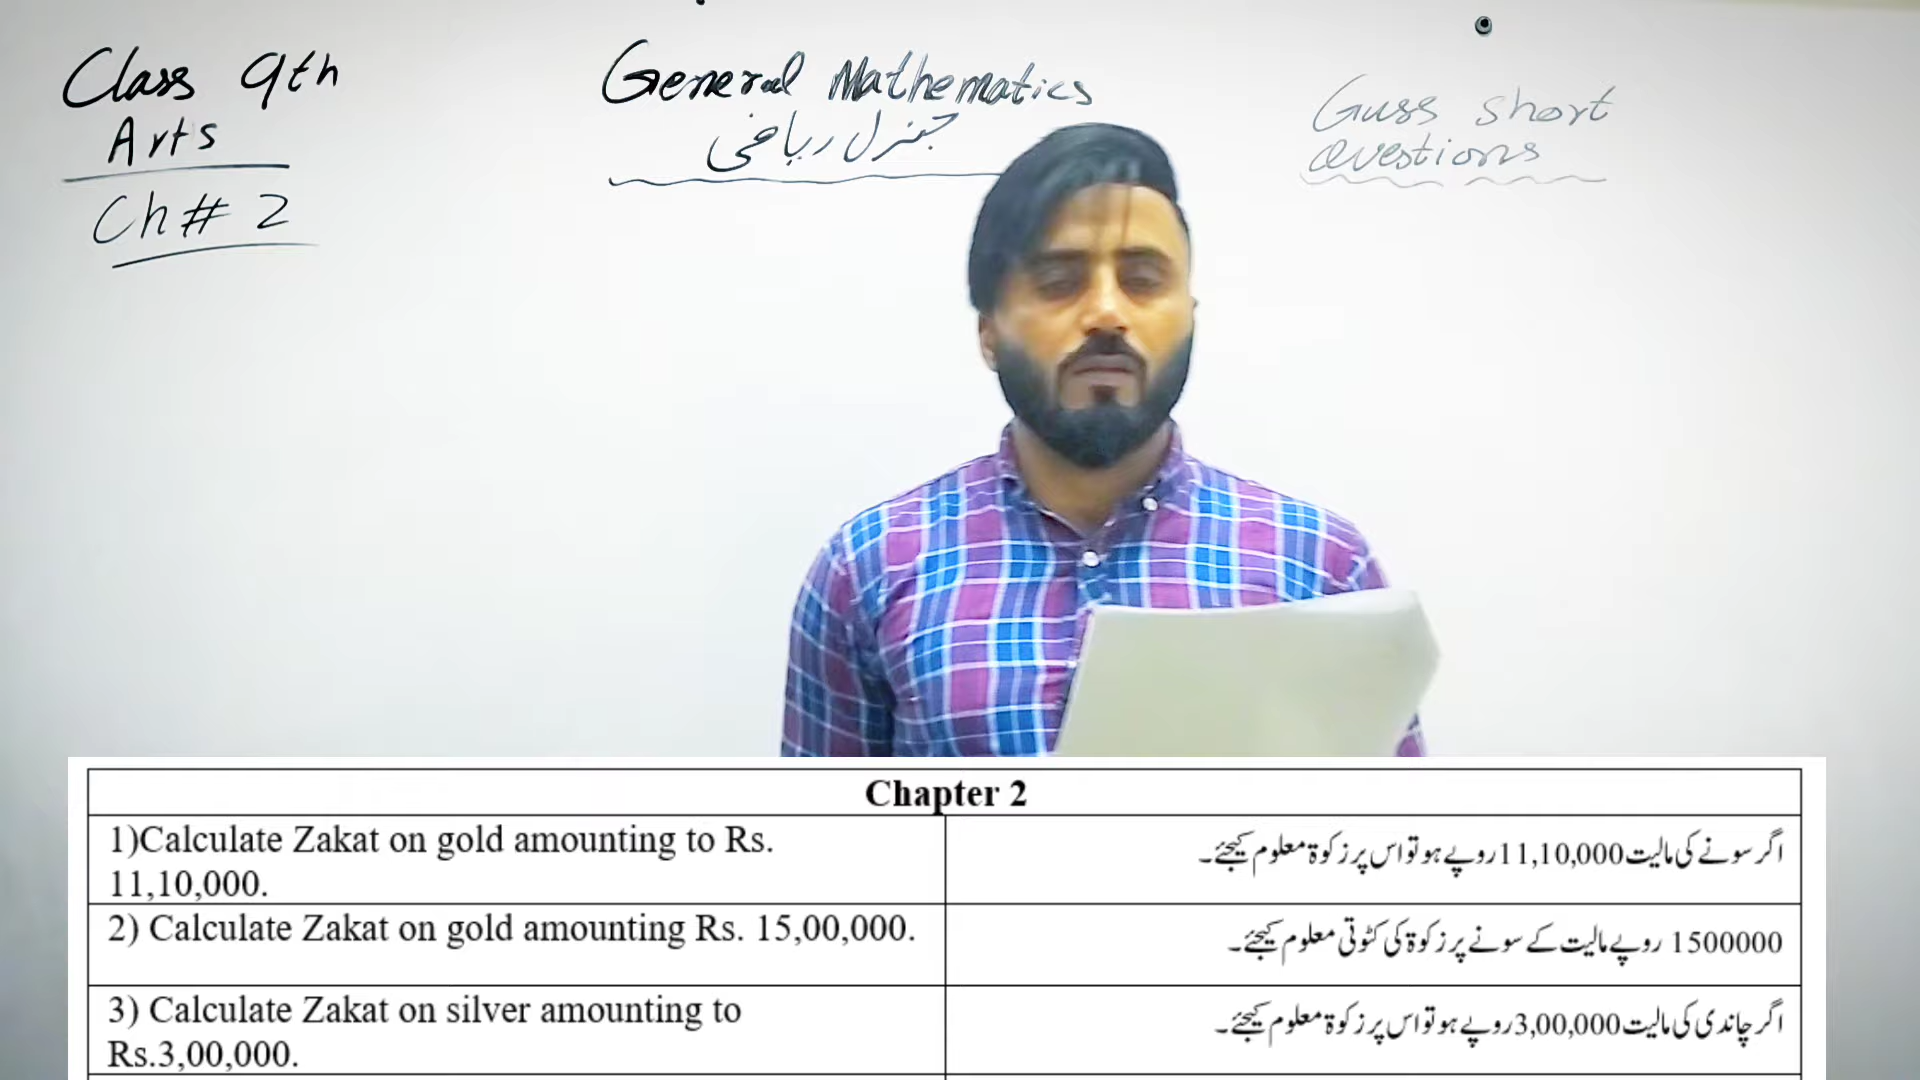 Class 9th
Arts
Ch# 2
General Mathematics
جنرل ریاضی
Guss short
Questions
Chapter 2
1)Calculate Zakat on gold amounting to Rs.
11,10,000.
اگر سونے کی مالیت 11,10,000 روپے ہو تو اس پر زکوۃ معلوم کیجئے۔
2) Calculate Zakat on gold amounting Rs. 15,00,000.
1500000 روپے مالیت کے سونے پر زکوۃ کی کٹوتی معلوم کیجئے۔
3) Calculate Zakat on silver amounting to
Rs.3,00,000.
اگر چاندی کی مالیت 3,00,000 روپے ہو تو اس پر زکوۃ معلوم کیجئے۔